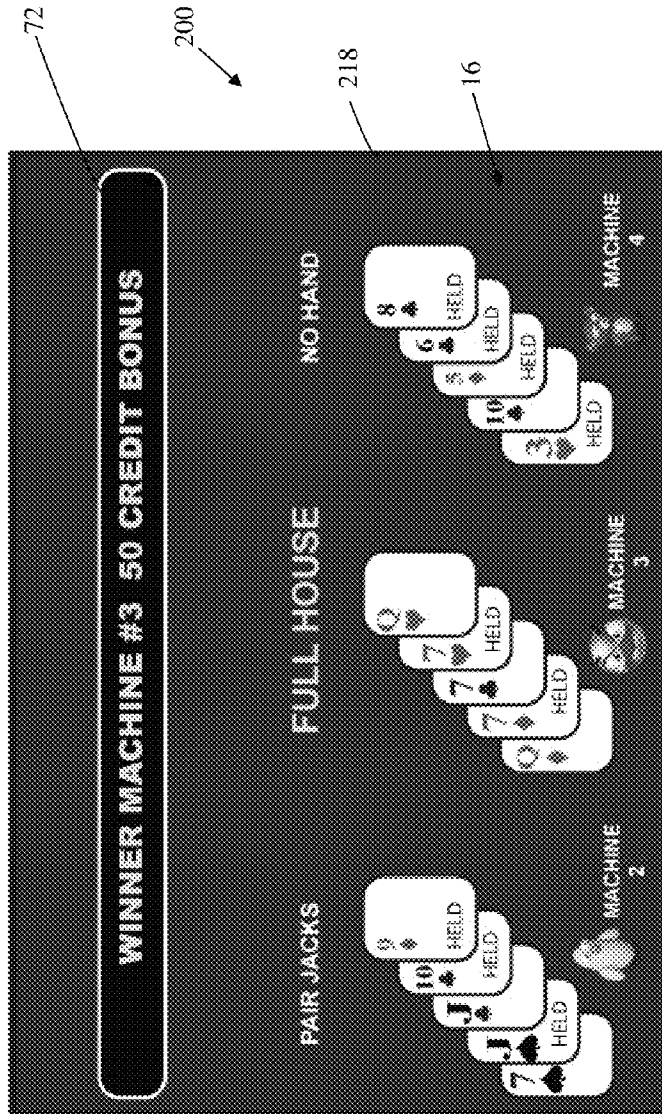 72
WINNER MACHINE #3 50 CREDIT BONUS
200
PAIR JACKS
FULL HOUSE
NO HAND
218
9♦
HELD
10♣
HELD
J♣
J♠
HELD
7♠
Q♥
7♥
HELD
7♣
7♦
HELD
Q♦
8♣
HELD
6♣
HELD
5♦
HELD
10♣
3♥
HELD
16
MACHINE
2
MACHINE
3
MACHINE
4